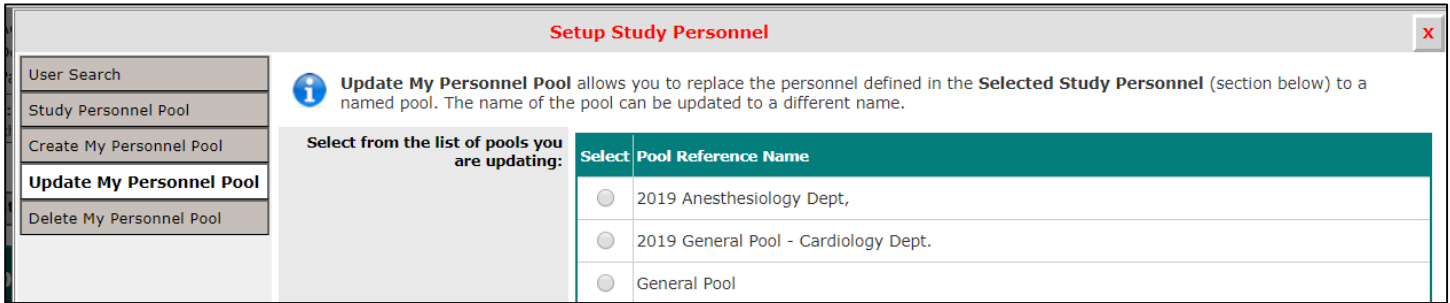 Setup Study Personnel
X
User Search
Study Personnel Pool
Create My Personnel Pool
Update My Personnel Pool
Delete My Personnel Pool
Update My Personnel Pool allows you to replace the personnel defined in the Selected Study Personnel (section below) to a
named pool. The name of the pool can be updated to a different name.
Select from the list of pools you
are updating:
Select Pool Reference Name
2019 Anesthesiology Dept,
2019 General Pool - Cardiology Dept.
General Pool